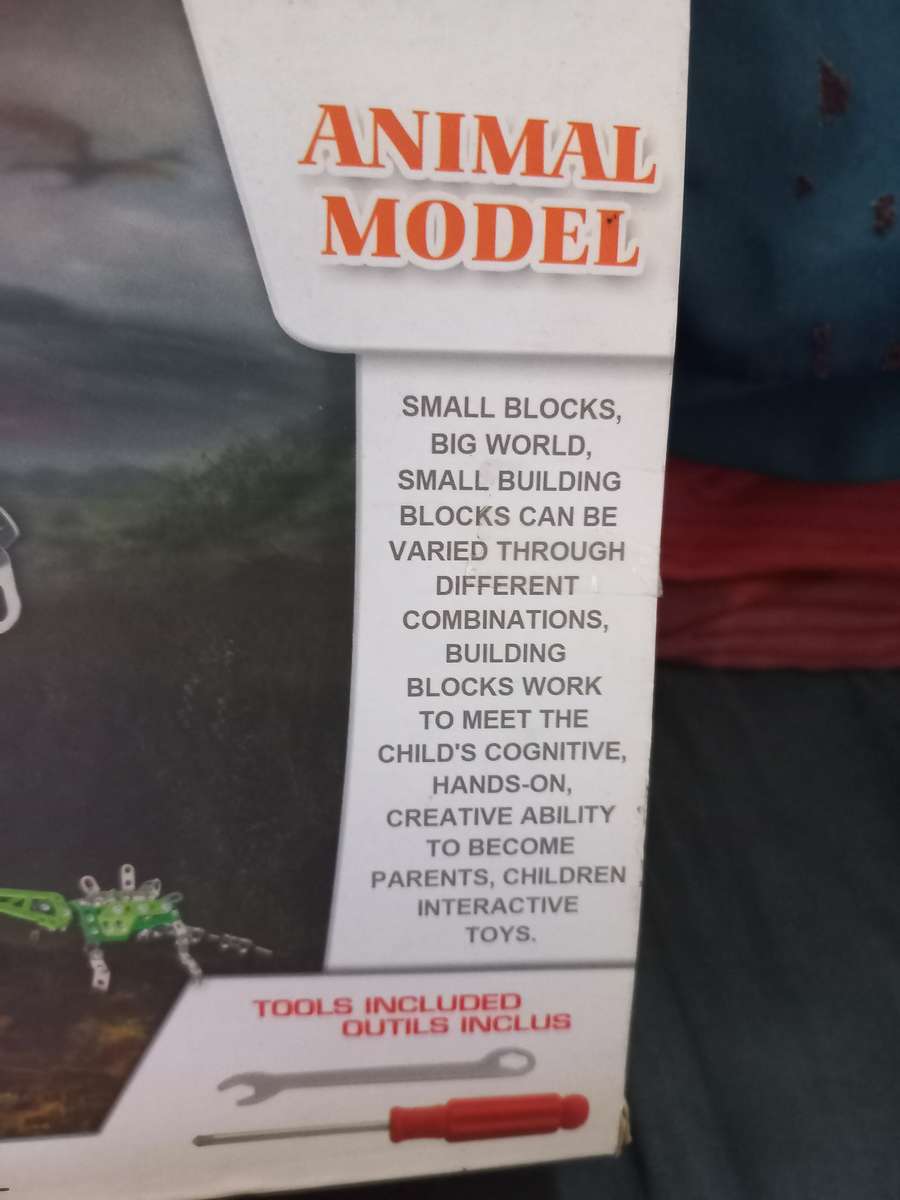 ANIMAL
MODEL
SMALL BLOCKS,
BIG WORLD,
SMALL BUILDING
BLOCKS CAN BE
VARIED THROUGH
DIFFERENT
COMBINATIONS,
BUILDING
BLOCKS WORK
TO MEET THE
CHILD'S COGNITIVE,
HANDS-ON,
CREATIVE ABILITY
TO BECOME
PARENTS, CHILDREN
INTERACTIVE
TOYS.
TOOLS INCLUDED
OUTILS INCLUS